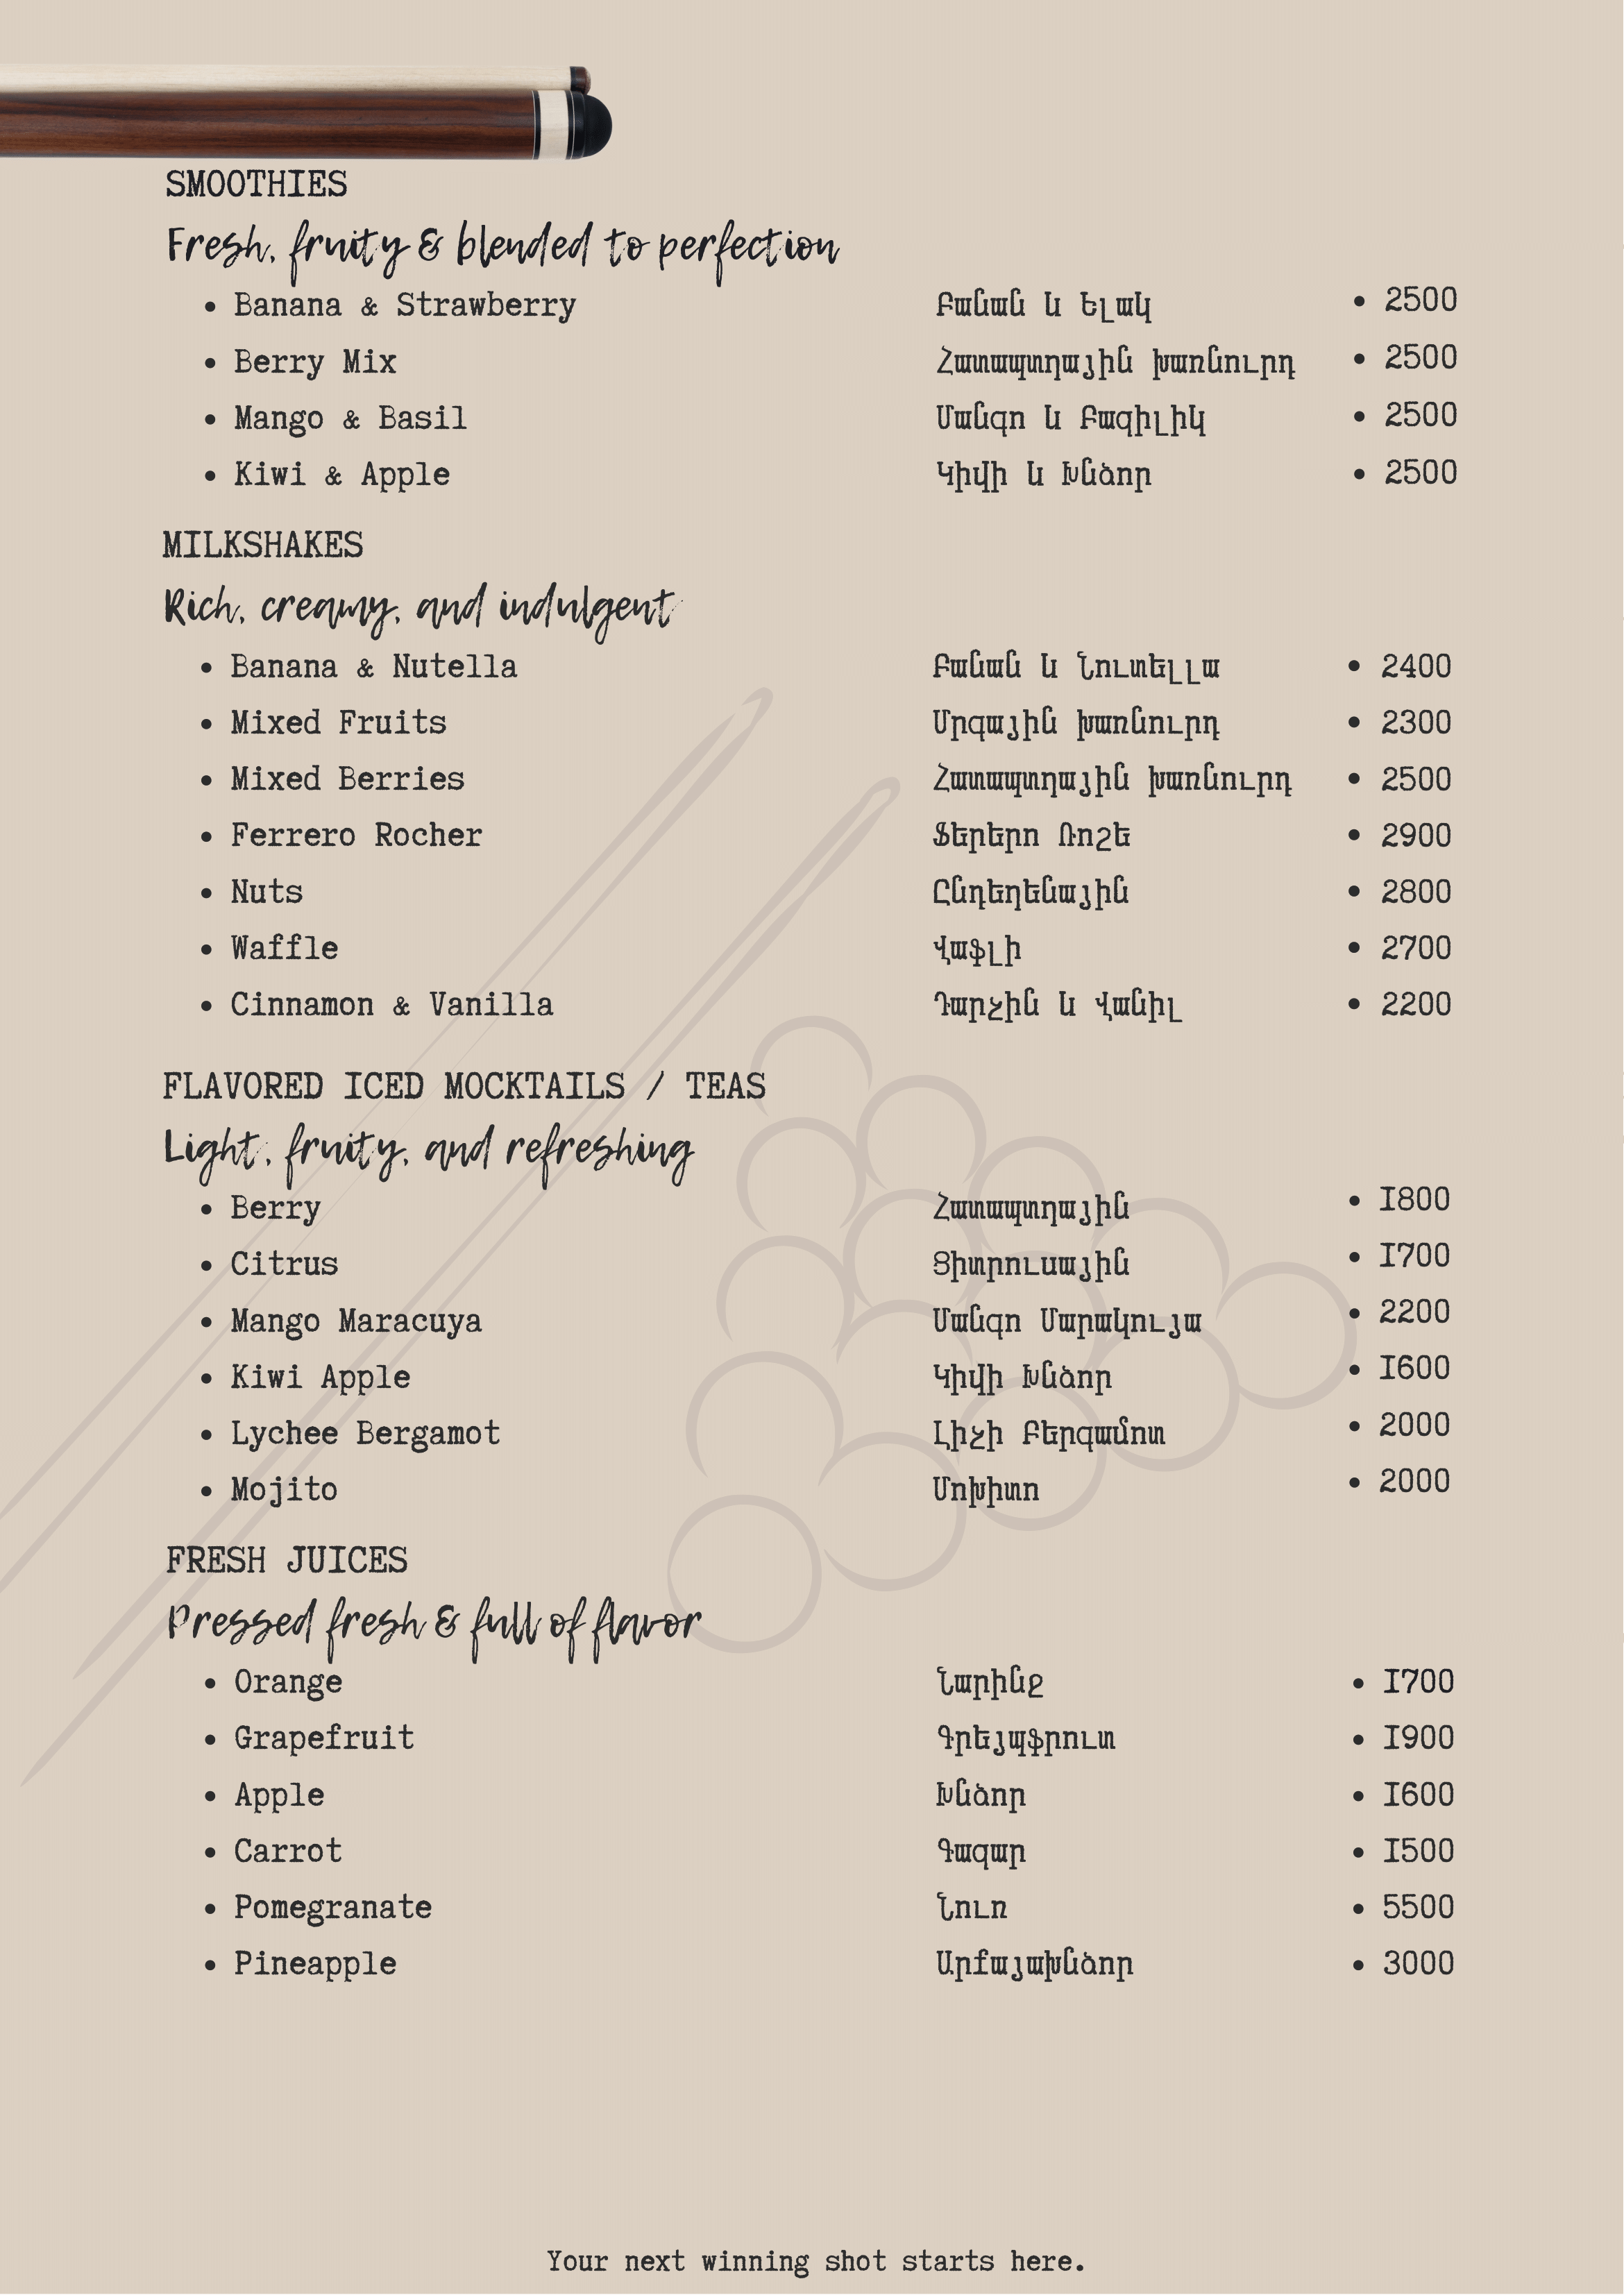 SMOOTHIES
Fresh, fruity & blended to perfection
• Banana & Strawberry Բանան և Ելակ • 2500
• Berry Mix Հատապտղային խառնուրդ • 2500
• Mango & Basil Մանգո և Բազիլիկ • 2500
• Kiwi & Apple Կիվի և Խնձոր • 2500
MILKSHAKES
Rich, creamy, and indulgent
• Banana & Nutella Բանան և Նուտելլա • 2400
• Mixed Fruits Մրգային խառնուրդ • 2300
• Mixed Berries Հատապտղային խառնուրդ • 2500
• Ferrero Rocher Ֆերերո Ռոշե • 2900
• Nuts Ընդեղենային • 2800
• Waffle Վաֆլի • 2700
• Cinnamon & Vanilla Դարչին և Վանիլ • 2200
FLAVORED ICED MOCKTAILS / TEAS
Light, fruity, and refreshing
• Berry Հատապտղային • 1800
• Citrus Ցիտրուսային • 1700
• Mango Maracuya Մանգո Մարակույա • 2200
• Kiwi Apple Կիվի Խնձոր • 1600
• Lychee Bergamot Լիչի Բերգամոտ • 2000
• Mojito Մոխիտո • 2000
FRESH JUICES
Pressed fresh & full of flavor
• Orange Նարինջ • 1700
• Grapefruit Գրեյպֆրուտ • 1900
• Apple Խնձոր • 1600
• Carrot Գազար • 1500
• Pomegranate Նուռ • 5500
• Pineapple Արքայախնձոր • 3000
Your next winning shot starts here.